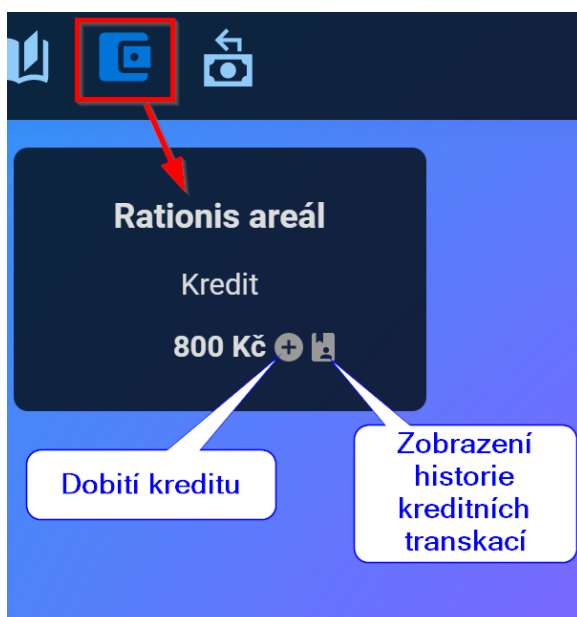 Rationis areál
Kredit
800 Kč
Dobití kreditu
Zobrazení
historie
kreditních
transkací